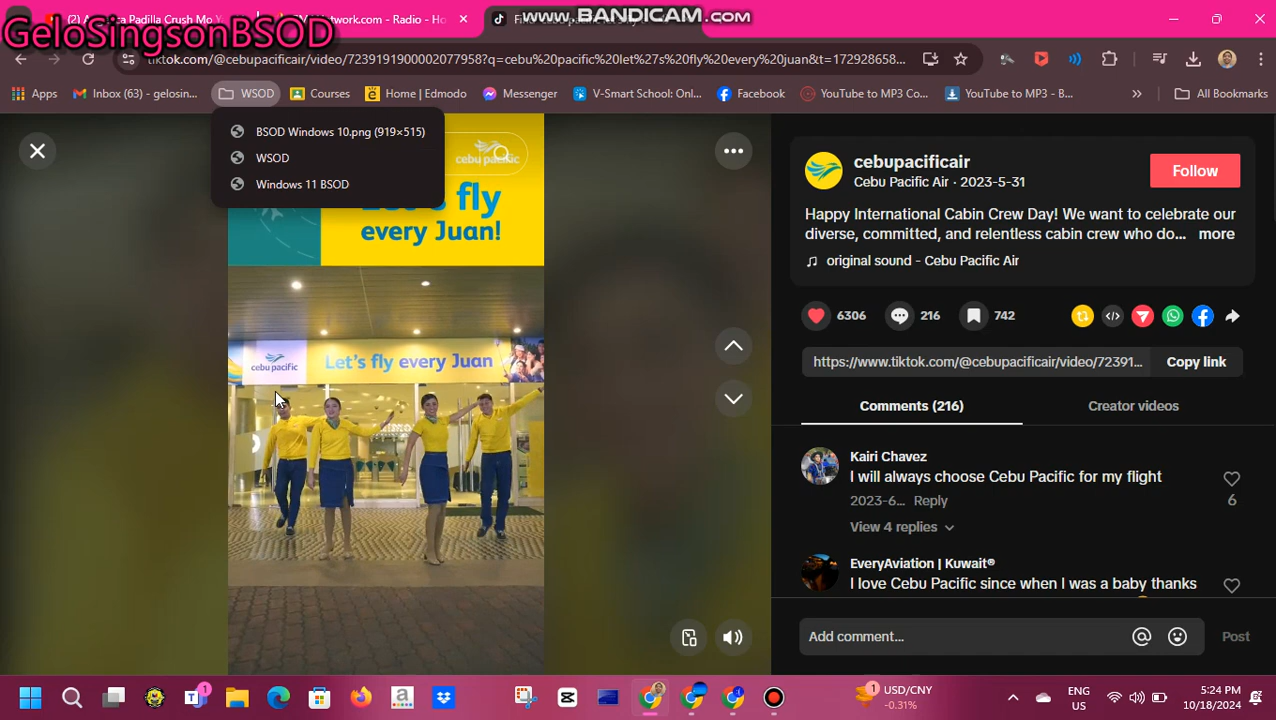 www.BANDICAM.com
GeloSingsonBSOD
twork.com - Radio - Ho
tiktok.com/@cebupacificair/video/7239191900002077958?q=cebu%20pacific%20let%27s%20fly%20every%20juan&t=172928658...
Apps
Inbox (63) - gelosin...
WSOD
Courses
Home | Edmodo
Messenger
V-Smart School: Onl...
Facebook
YouTube to MP3 Co...
YouTube to MP3 - B...
All Bookmarks
BSOD Windows 10.png (919×515)
WSOD
Windows 11 BSOD
cebu pacific
Let's fly
every Juan!
cebu pacific
Let's fly every Juan
cebupacificair
Cebu Pacific Air · 2023-5-31
Follow
Happy International Cabin Crew Day! We want to celebrate our
diverse, committed, and relentless cabin crew who do... more
original sound - Cebu Pacific Air
6306
216
742
https://www.tiktok.com/@cebupacificair/video/72391...
Copy link
Comments (216)
Creator videos
Kairi Chavez
I will always choose Cebu Pacific for my flight
2023-6... Reply
6
View 4 replies
EveryAviation | Kuwait®
I love Cebu Pacific since when I was a baby thanks
Add comment...
Post
1
1
USD/CNY
-0.31%
ENG
US
5:24 PM
10/18/2024